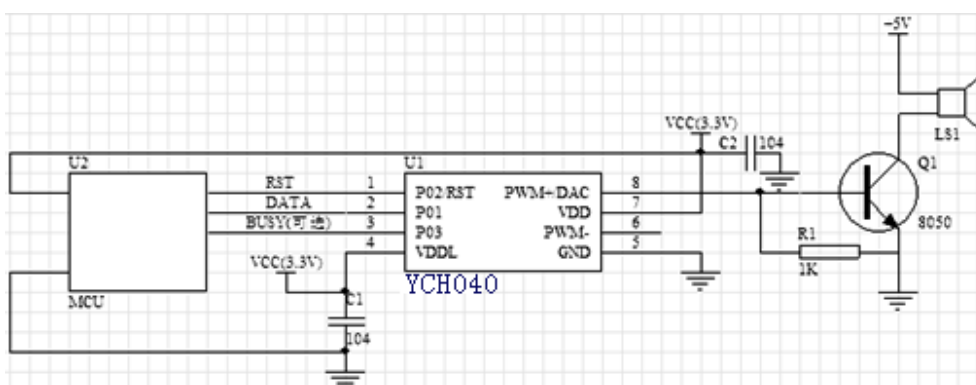 +5V
LS1
VCC(3.3V)
C2
104
Q1
8050
U2
U1
RST
1
P02/RST
PWM+/DAC
8
DATA
2
P01
VDD
7
BUSY(可选)
3
P03
PWM-
6
4
VDDL
GND
5
R1
1K
VCC(3.3V)
YCH040
MCU
C1
104